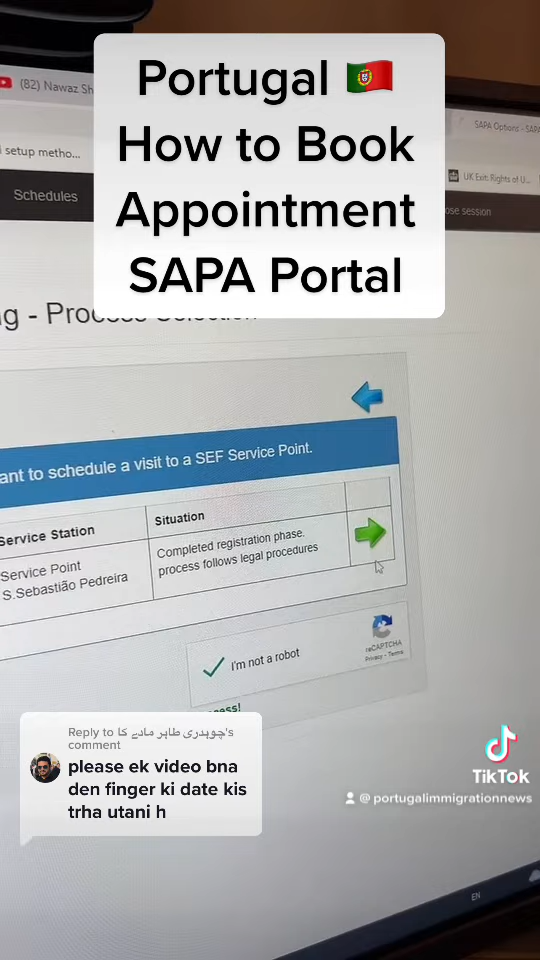 Portugal 🇵🇹
How to Book
Appointment
SAPA Portal
(82) Nawaz Sh
SAPA Options - SAPA
setup metho...
UK Exit: Rights of U...
Schedules
ose session
g - Process Selection
ant to schedule a visit to a SEF Service Point.
Service Station
Situation
Service Point
S.Sebastião Pedreira
Completed registration phase.
process follows legal procedures
I'm not a robot
reCAPTCHA
Privacy - Terms
ess!
Reply to چوہدری طاہر مادے کا's
comment
please ek video bna
den finger ki date kis
trha utani h
TikTok
@ portugalimmigrationnews
EN